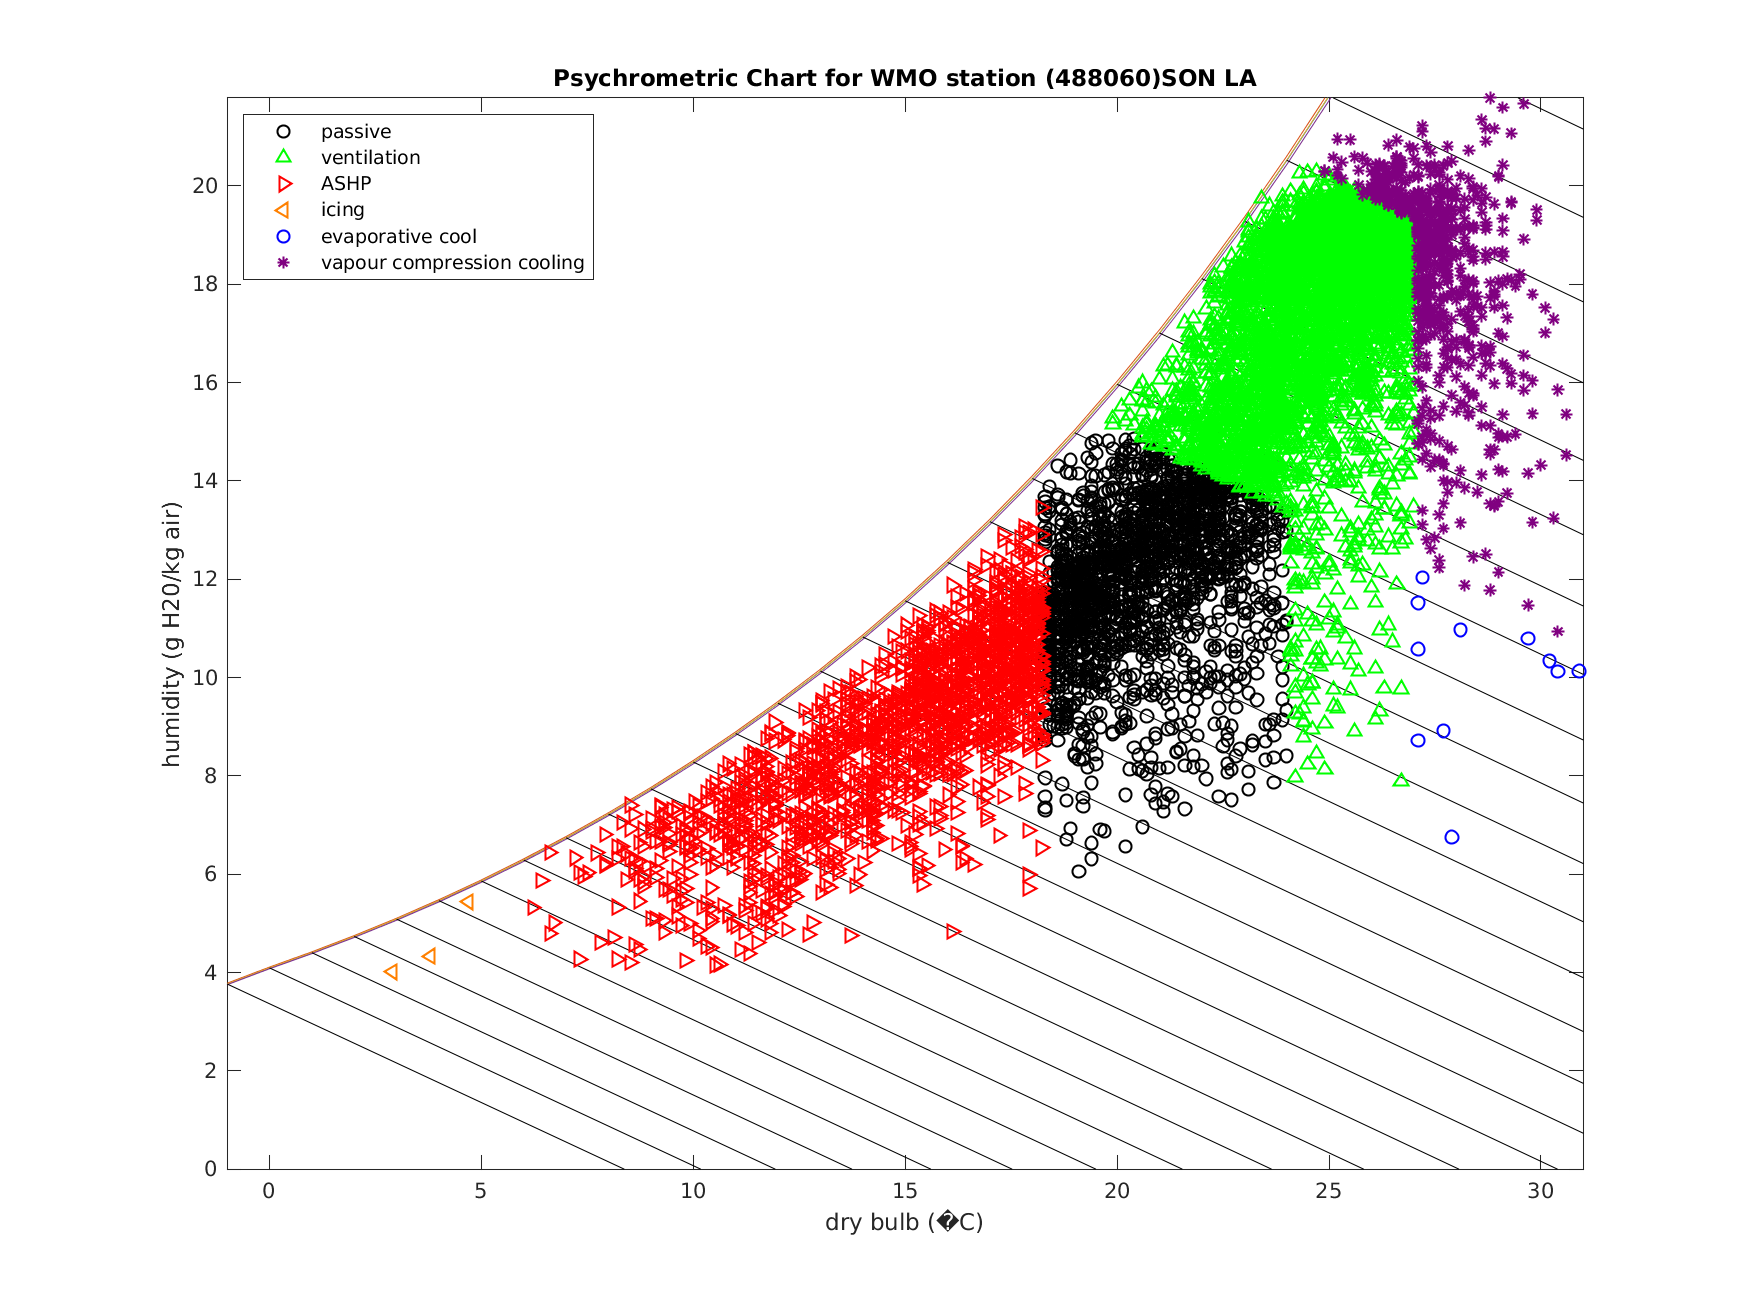 Psychrometric Chart for WMO station (488060)SON LA
passive
ventilation
ASHP
icing
evaporative cool
vapour compression cooling
humidity (g H20/kg air)
20
18
16
14
12
10
8
6
4
2
0
0 5 10 15 20 25 30
dry bulb (�C)